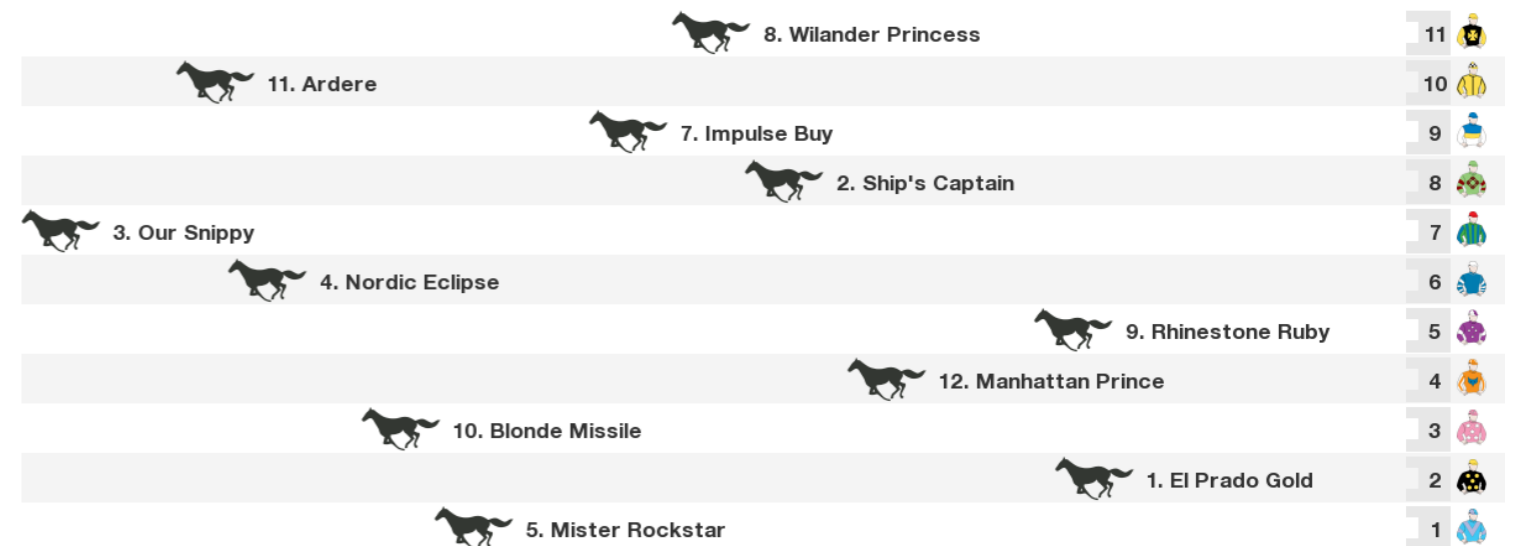 8. Wilander Princess 11
11. Ardere 10
7. Impulse Buy 9
2. Ship's Captain 8
3. Our Snippy 7
4. Nordic Eclipse 6
9. Rhinestone Ruby 5
12. Manhattan Prince 4
10. Blonde Missile 3
1. El Prado Gold 2
5. Mister Rockstar 1